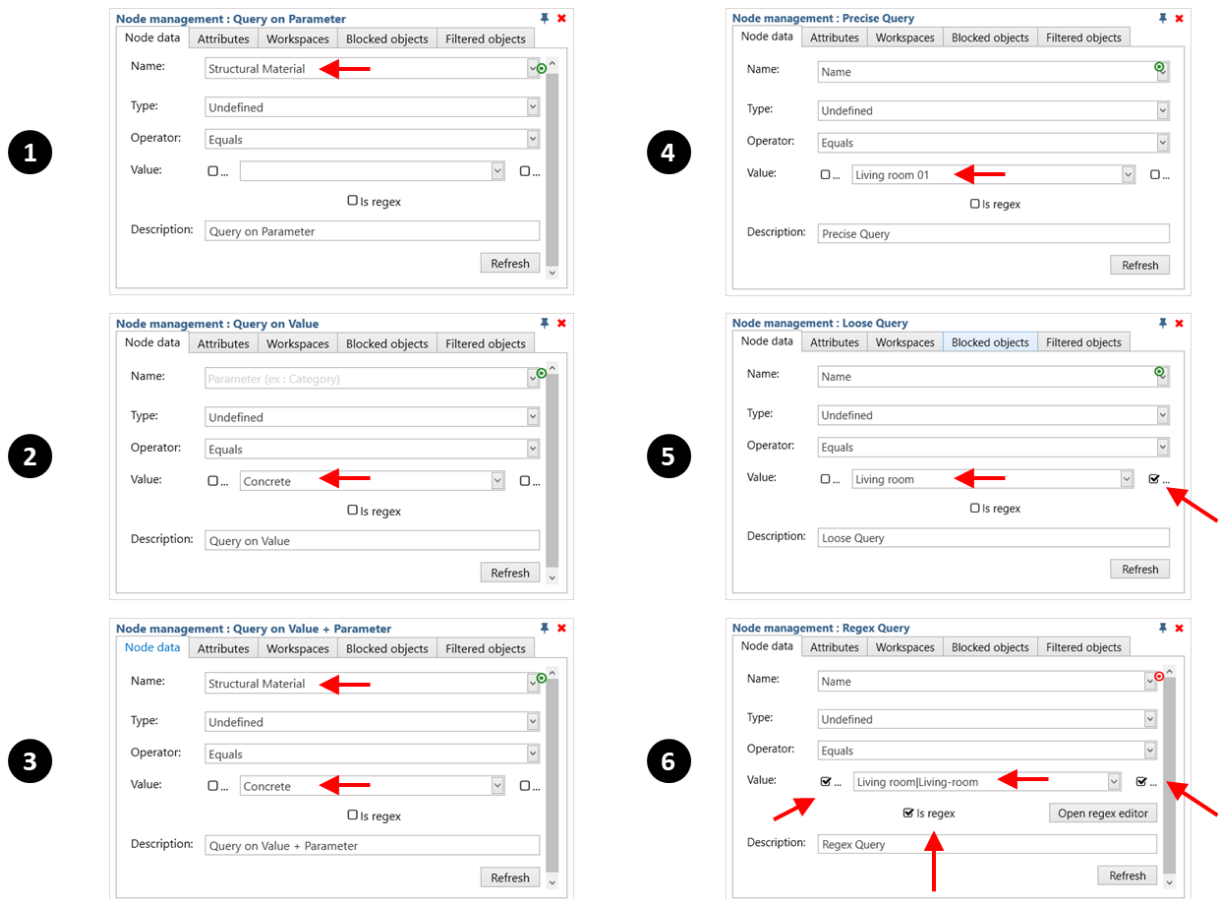 1
Node management : Query on Parameter
Node data Attributes Workspaces Blocked objects Filtered objects
Name: Structural Material
Type: Undefined
Operator: Equals
Value: ... ...
Is regex
Description: Query on Parameter
Refresh
2
Node management : Query on Value
Node data Attributes Workspaces Blocked objects Filtered objects
Name: Parameter (ex : Category)
Type: Undefined
Operator: Equals
Value: ... Concrete ...
Is regex
Description: Query on Value
Refresh
3
Node management : Query on Value + Parameter
Node data Attributes Workspaces Blocked objects Filtered objects
Name: Structural Material
Type: Undefined
Operator: Equals
Value: ... Concrete ...
Is regex
Description: Query on Value + Parameter
Refresh
4
Node management : Precise Query
Node data Attributes Workspaces Blocked objects Filtered objects
Name: Name
Type: Undefined
Operator: Equals
Value: ... Living room 01 ...
Is regex
Description: Precise Query
Refresh
5
Node management : Loose Query
Node data Attributes Workspaces Blocked objects Filtered objects
Name: Name
Type: Undefined
Operator: Equals
Value: ... Living room ...
Is regex
Description: Loose Query
Refresh
6
Node management : Regex Query
Node data Attributes Workspaces Blocked objects Filtered objects
Name: Name
Type: Undefined
Operator: Equals
Value: ... Living room|Living-room ...
Is regex Open regex editor
Description: Regex Query
Refresh